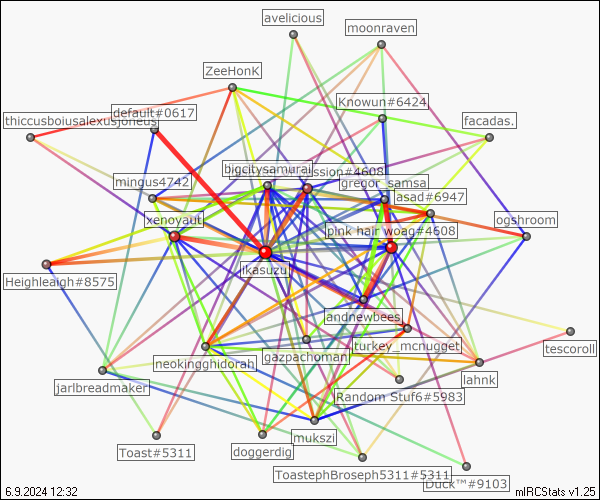 avelicious
moonraven
ZeeHonK
Knowun#6424
thiccusboiusalexusjoneus
default#0617
facadas.
bigcitysamurai
ission#4608
mingus4742
gregor_samsa
asad#6947
xenoyaut
ogshroom
pink hair woag#4608
ikasuzu
Heighleaigh#8575
andnewbees
tescoroll
turkey_mcnugget
gazpachoman
neokingghidorah
lahnk
jarlbreadmaker
Random Stuf6#5983
mukszi
Toast#5311
doggerdig
ToastephBroseph5311#5311
Duck™#9103
6.9.2024 12:32
mIRCStats v1.25